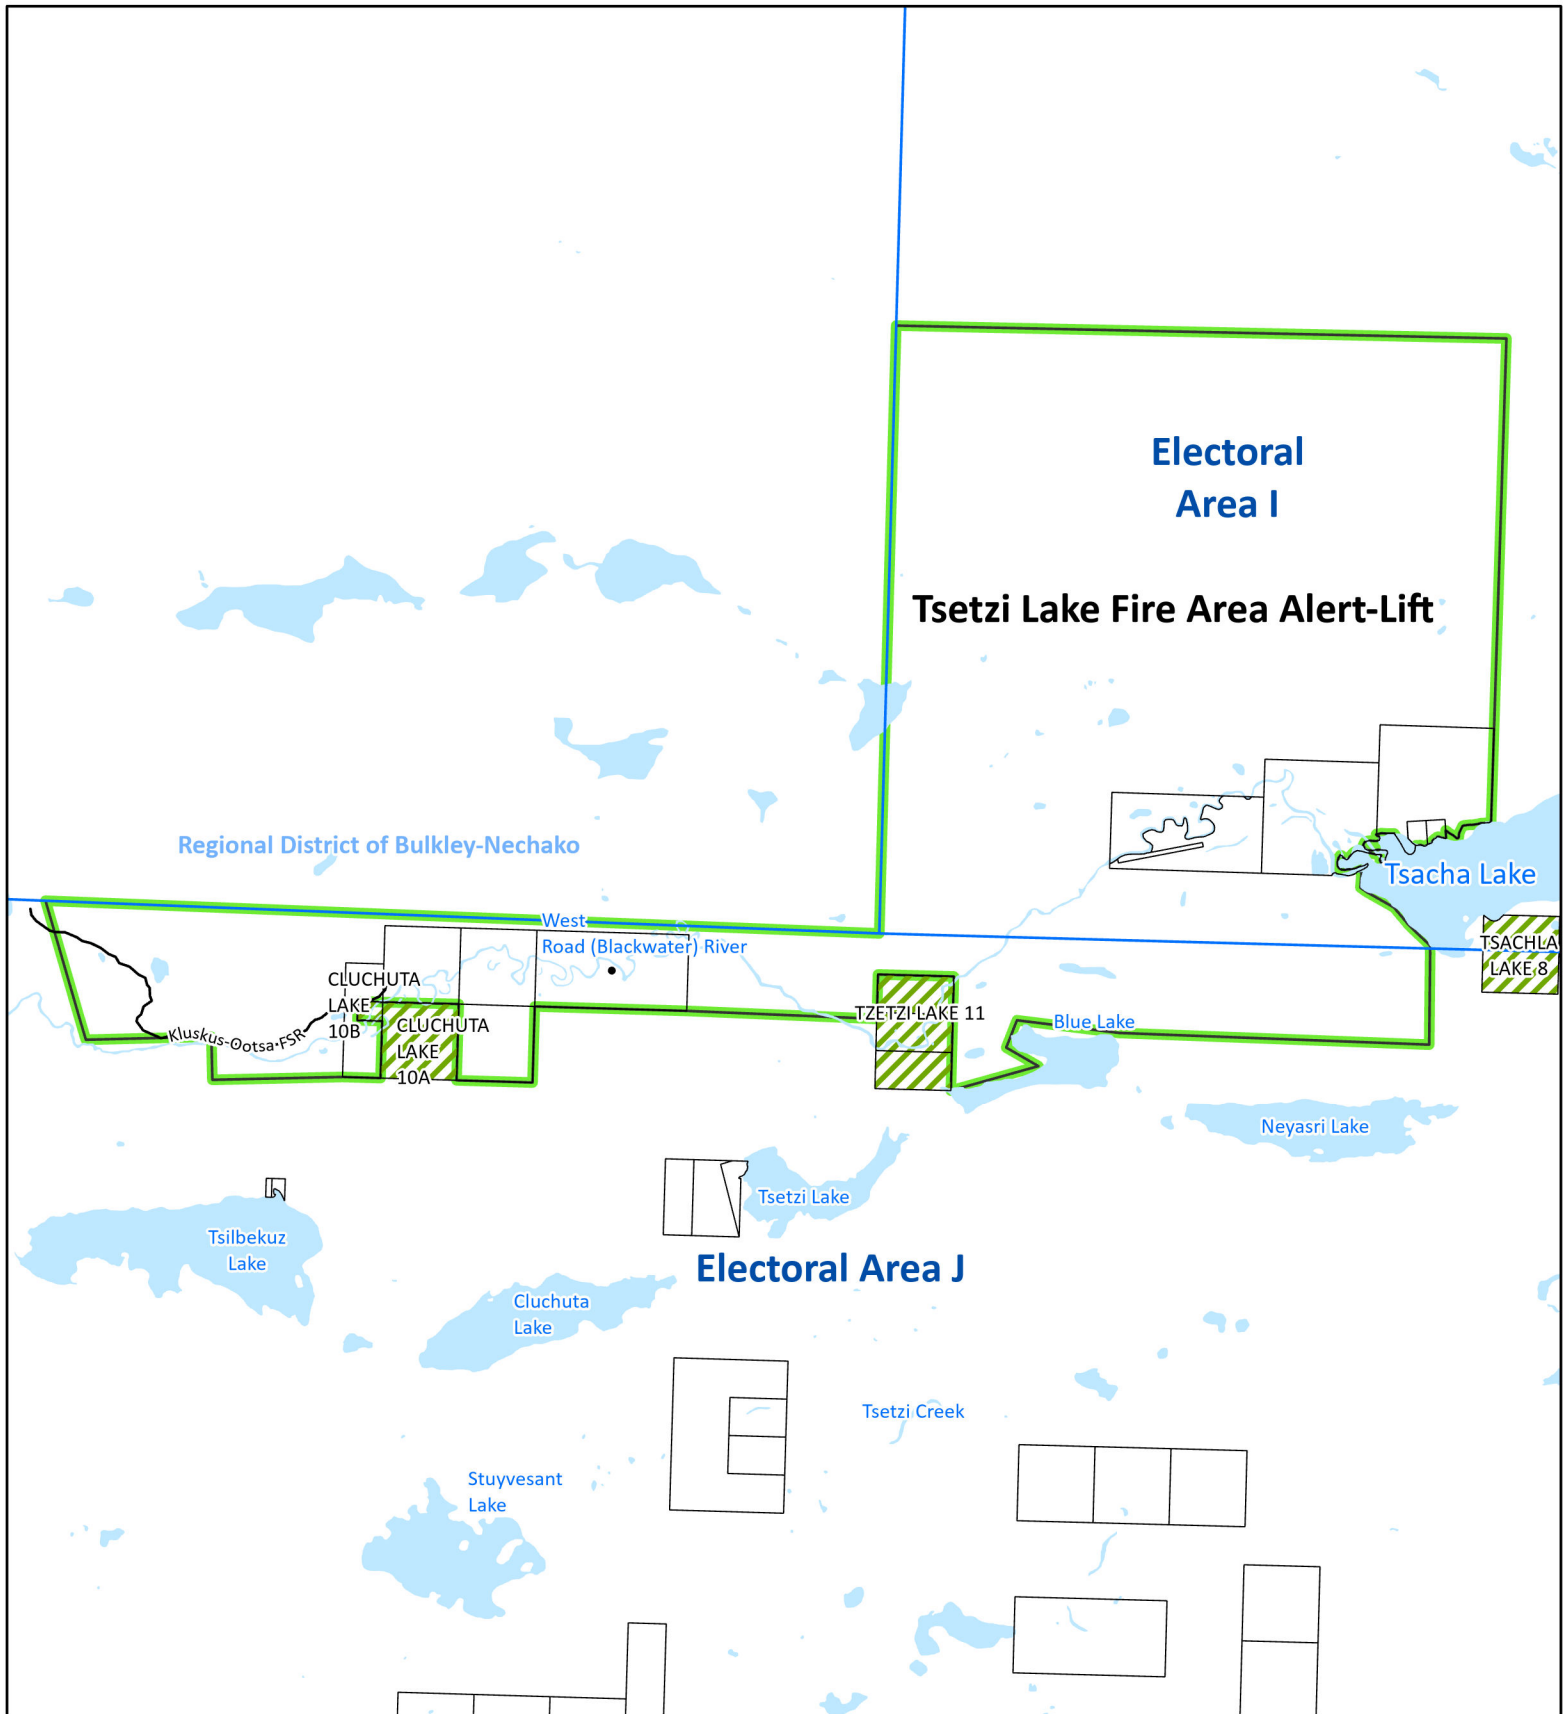 Electoral
Area I
Tsetzi Lake Fire Area Alert-Lift
Regional District of Bulkley-Nechako
Tsacha Lake
West
Road (Blackwater) River
TSACHLA
LAKE 8
CLUCHUTA
LAKE
10B
Kluskus-Ootsa-FSR
CLUCHUTA
LAKE
10A
TZETZI LAKE 11
Blue Lake
Neyasri Lake
Tsetzi Lake
Tsilbekuz
Lake
Electoral Area J
Cluchuta
Lake
Tsetzi Creek
Stuyvesant
Lake